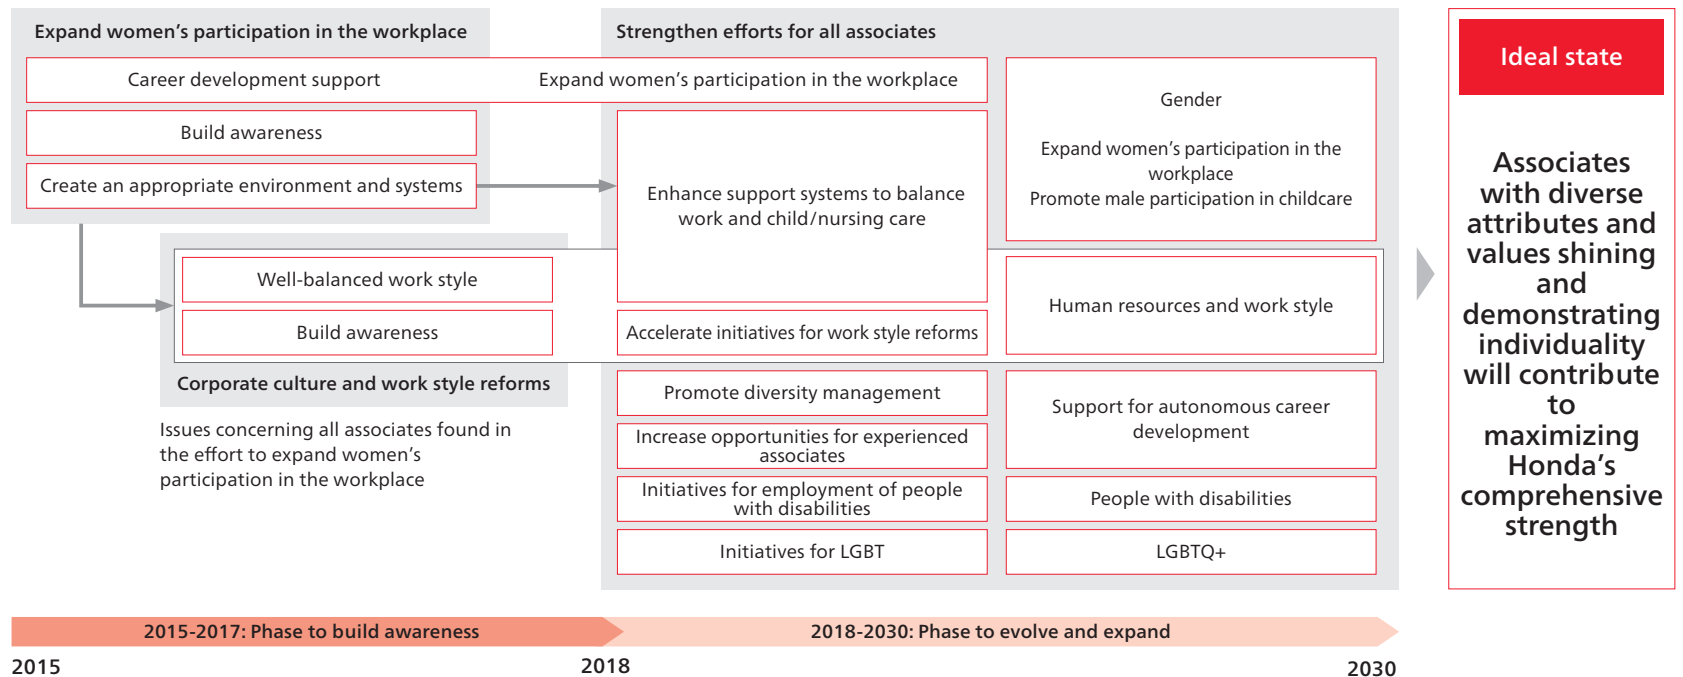 Expand women's participation in the workplace
Career development support
Build awareness
Create an appropriate environment and systems
Well-balanced work style
Build awareness
Corporate culture and work style reforms
Issues concerning all associates found in
the effort to expand women's
participation in the workplace
Strengthen efforts for all associates
Expand women's participation in the workplace
Enhance support systems to balance
work and child/nursing care
Accelerate initiatives for work style reforms
Promote diversity management
Increase opportunities for experienced
associates
Initiatives for employment of people
with disabilities
Initiatives for LGBT
Gender
Expand women's participation in the
workplace
Promote male participation in childcare
Human resources and work style
Support for autonomous career
development
People with disabilities
LGBTQ+
Ideal state
Associates
with diverse
attributes and
values shining
and
demonstrating
individuality
will contribute
to
maximizing
Honda's
comprehensive
strength
2015-2017: Phase to build awareness
2018-2030: Phase to evolve and expand
2015
2018
2030